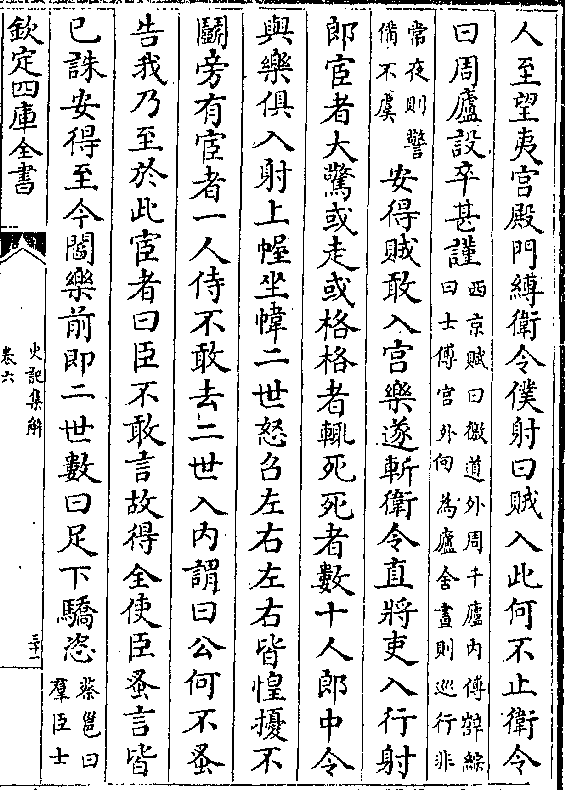 人至望夷宫殿門縛衛令僕射曰賊入此何不止衛令
曰周廬設卒甚謹西京賦曰徼道外周千廬内傅薛綜
曰士傅宫外向為廬舍晝則巡行非
常夜則警
備不虞
安得賊敢入宫樂遂斬衛令直將吏入行射
郎宦者大驚或走或格格者輒死死者數十人郎中令
與樂俱入射上幄坐幃二世怒召左右左右皆惶擾不
鬭旁有宦者一人侍不敢去二世入内謂曰公何不蚤
告我乃至於此宦者曰臣不敢言故得全使臣蚤言皆
已誅安得至今閻樂前即二世數曰足下驕恣蔡邕曰
羣臣士
欽定四庫全書
史記集解
卷六
三十一